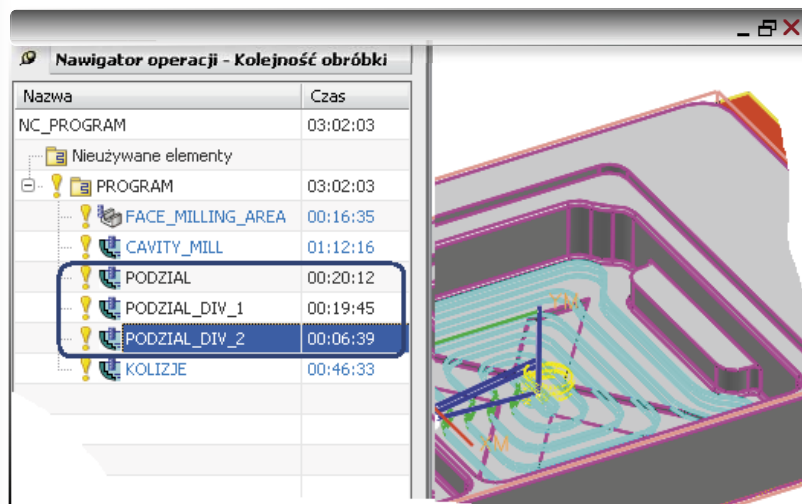 Nawigator operacji - Kolejność obróbki
Nazwa Czas
NC_PROGRAM 03:02:03
Nieużywane elementy
PROGRAM 03:02:03
FACE_MILLING_AREA 00:16:35
CAVITY_MILL 01:12:16
PODZIAL 00:20:12
PODZIAL_DIV_1 00:19:45
PODZIAL_DIV_2 00:06:39
KOLIZJE 00:46:33
YM
XM